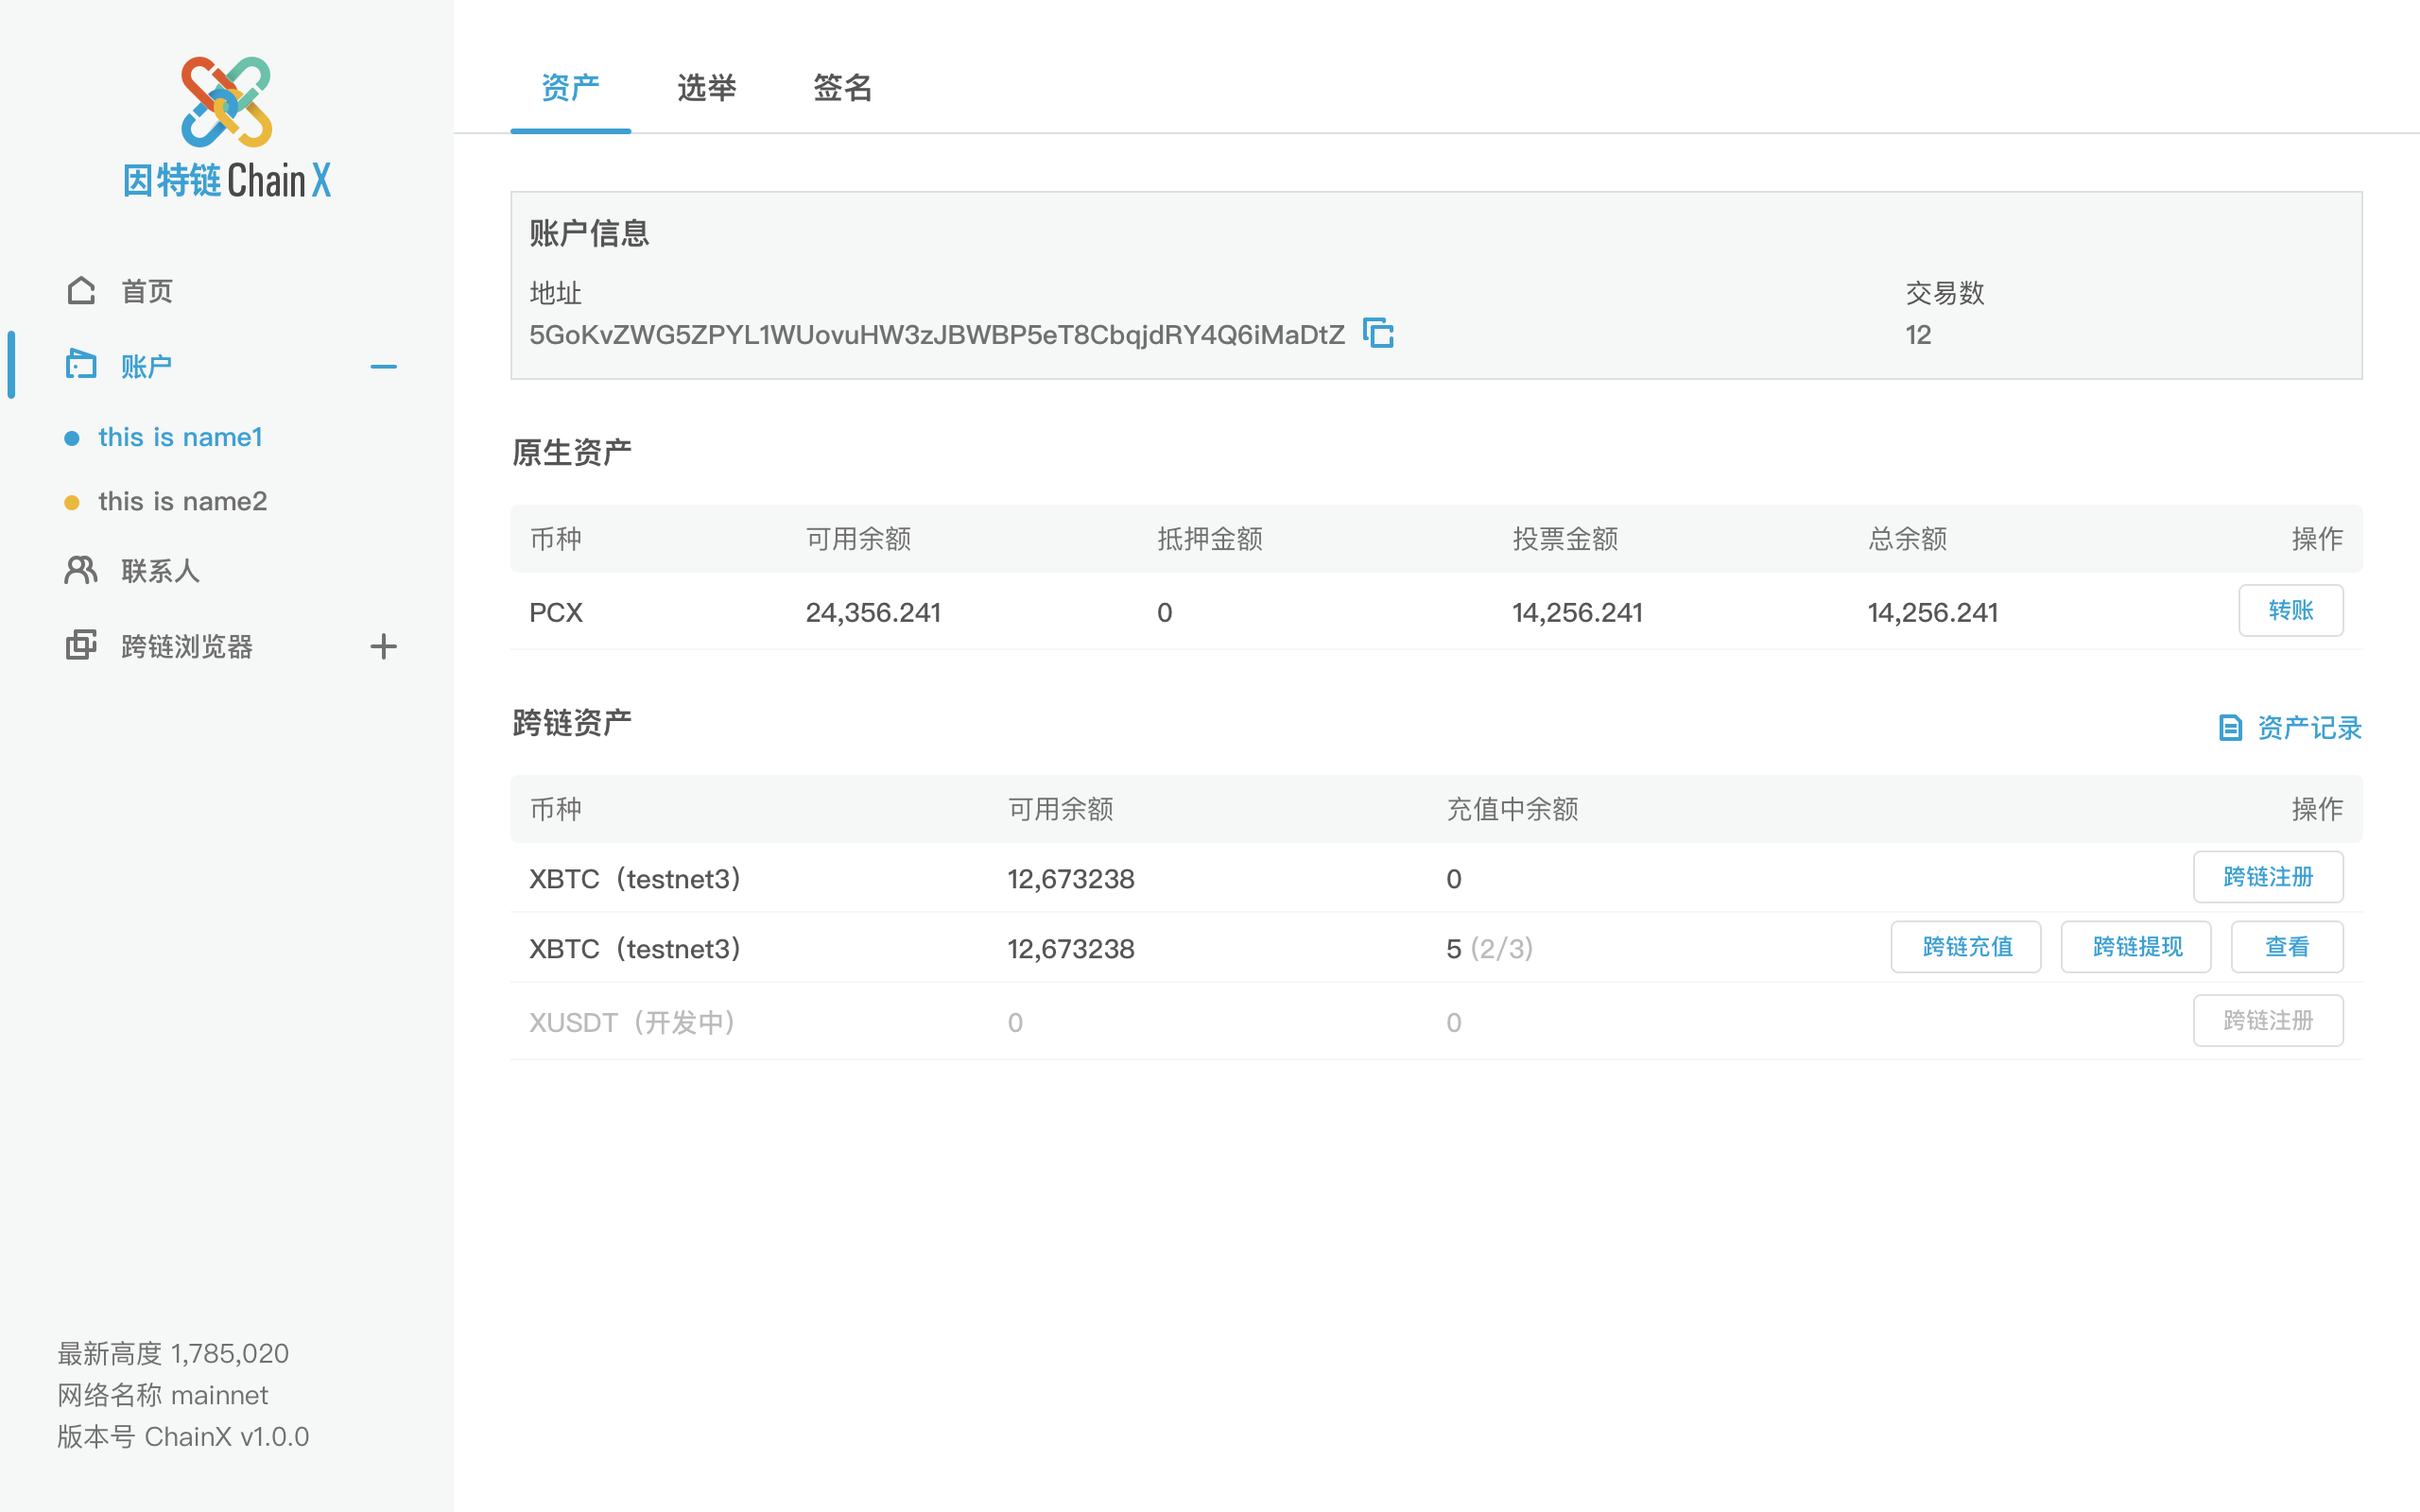 因特链 ChainX
首页
账户
this is name1
this is name2
联系人
跨链浏览器
最新高度 1,785,020
网络名称 mainnet
版本号 ChainX v1.0.0
资产 选举 签名
账户信息
地址 交易数
5GoKvZWG5ZPYL1WUovuHW3zJBWBP5eT8CbqjdRY4Q6iMaDtZ 12
原生资产
币种 可用余额 抵押金额 投票金额 总余额 操作
PCX 24,356.241 0 14,256.241 14,256.241 转账
跨链资产 资产记录
币种 可用余额 充值中余额 操作
XBTC（testnet3） 12,673238 0 跨链注册
XBTC（testnet3） 12,673238 5 (2/3) 跨链充值 跨链提现 查看
XUSDT（开发中） 0 0 跨链注册